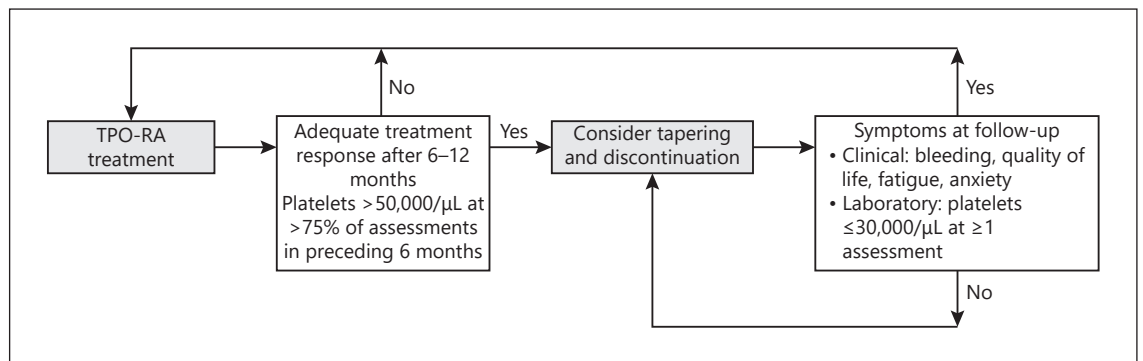 No
Yes
TPO-RA
treatment
Adequate treatment
response after 6–12
months
Platelets >50,000/µL at
>75% of assessments
in preceding 6 months
Yes
Consider tapering
and discontinuation
Symptoms at follow-up
• Clinical: bleeding, quality of
life, fatigue, anxiety
• Laboratory: platelets
≤30,000/µL at ≥1
assessment
No